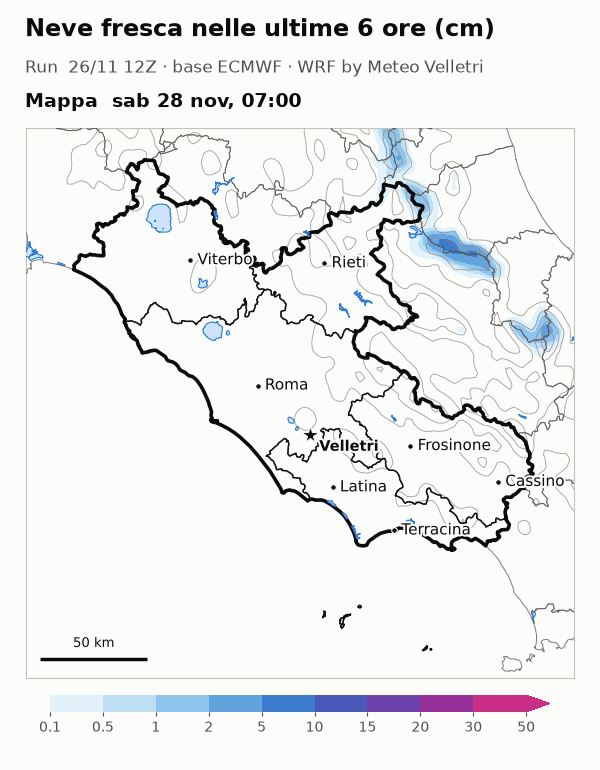 Neve fresca nelle ultime 6 ore (cm)
Run  26/11 12Z · base ECMWF · WRF by Meteo Velletri
Mappa  sab 28 nov, 07:00
Viterbo
Rieti
Roma
Velletri
Frosinone
Latina
Cassino
Terracina
50 km
0.1 0.5 1 2 5 10 15 20 30 50